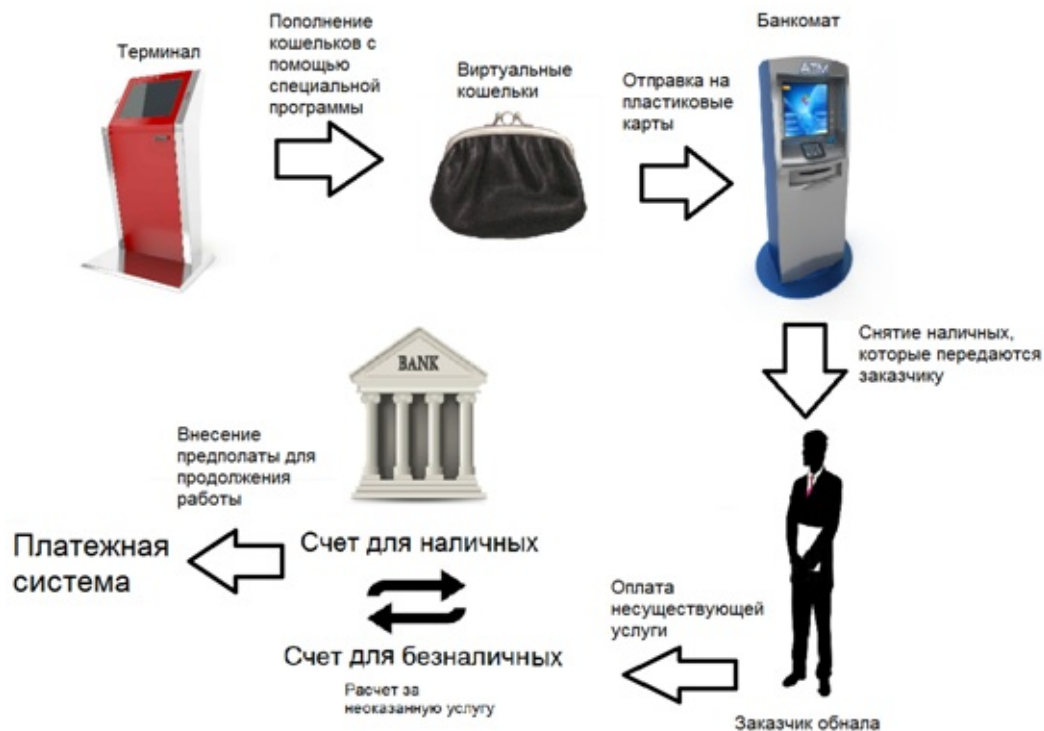 Терминал
Пополнение
кошельков с
помощью
специальной
программы
Виртуальные
кошельки
Отправка на
пластиковые
карты
Банкомат
ATM
Снятие наличных,
которые передаются
заказчику
BANK
Внесение
предполаты для
продолжения
работы
Платежная
система
Счет для наличных
Счет для безналичных
Расчет за
неоказанную услугу
Оплата
несуществующей
услуги
Заказчик обнала